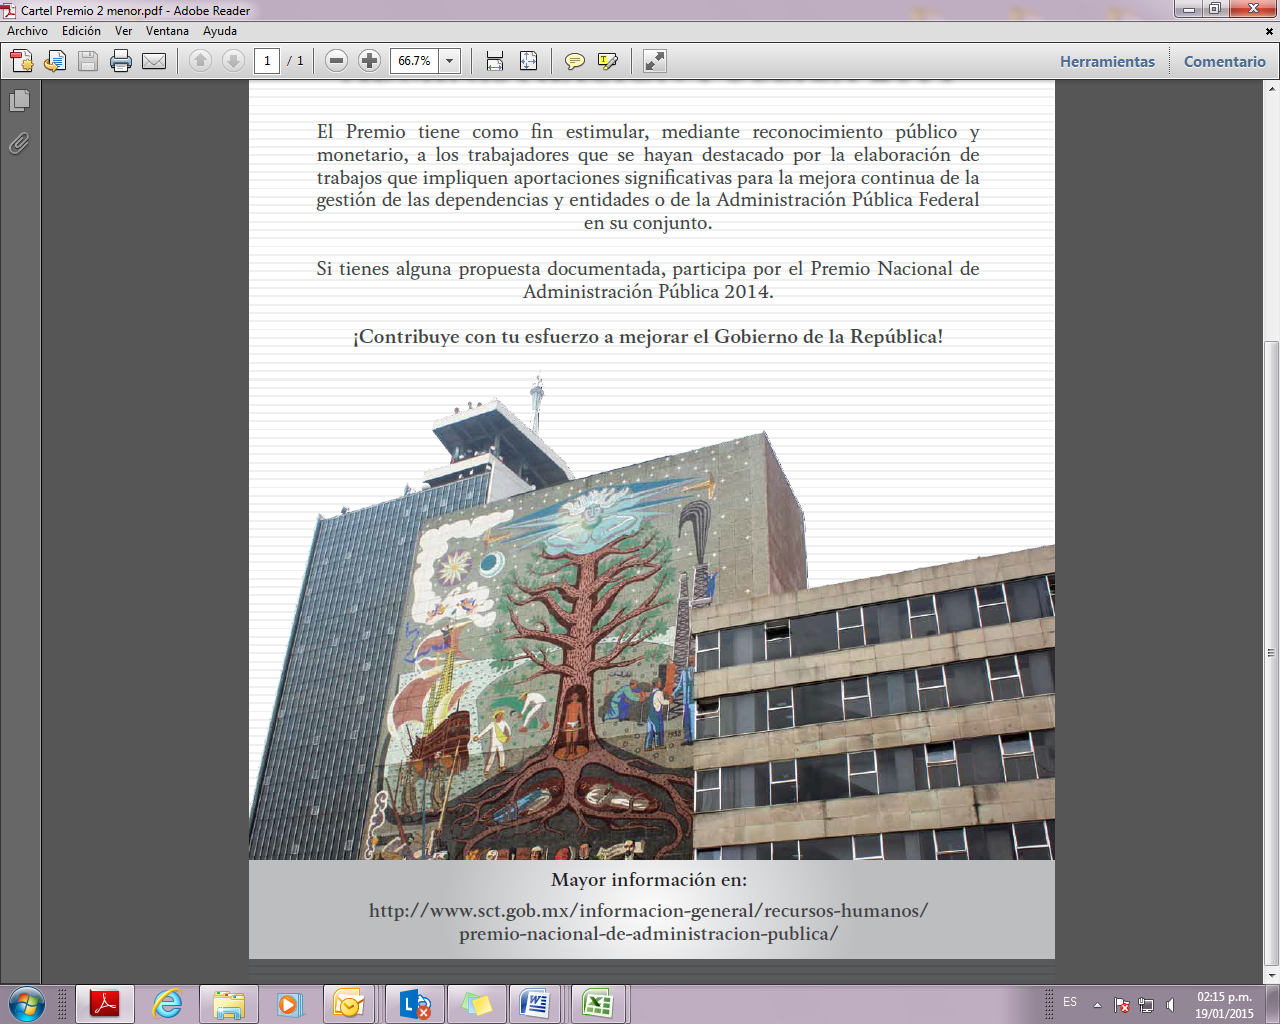 Cartel Premio 2 menor.pdf - Adobe Reader
Archivo Edición Ver Ventana Ayuda
1 / 1 66.7% Herramientas Comentario
El Premio tiene como fin estimular, mediante reconocimiento público y
monetario, a los trabajadores que se hayan destacado por la elaboración de
trabajos que impliquen aportaciones significativas para la mejora continua de la
gestión de las dependencias y entidades o de la Administración Pública Federal
en su conjunto.
Si tienes alguna propuesta documentada, participa por el Premio Nacional de
Administración Pública 2014.
¡Contribuye con tu esfuerzo a mejorar el Gobierno de la República!
Mayor información en:
http://www.sct.gob.mx/informacion-general/recursos-humanos/
premio-nacional-de-administracion-publica/
ES
02:15 p.m.
19/01/2015